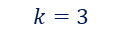 k = 3